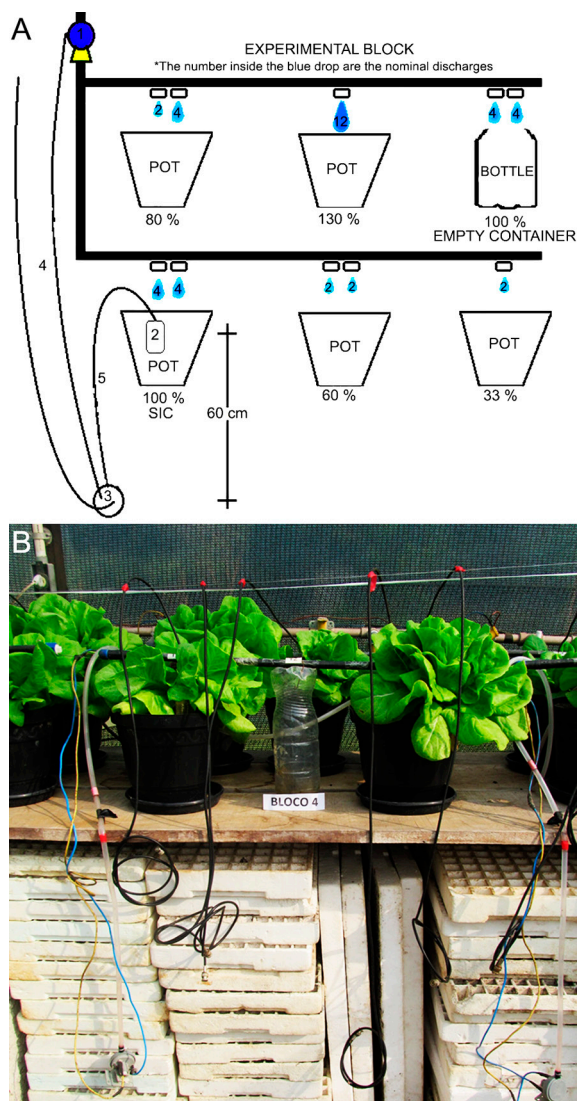 A
1
EXPERIMENTAL BLOCK
*The number inside the blue drop are the nominal discharges
2 4 12 4 4
POT POT BOTTLE
80 % 130 % 100 %
EMPTY CONTAINER
4
4 4 2 2 2
2
POT POT POT
5
100 % 60 % 33 %
SIC
60 cm
3
B
BLOCO 4